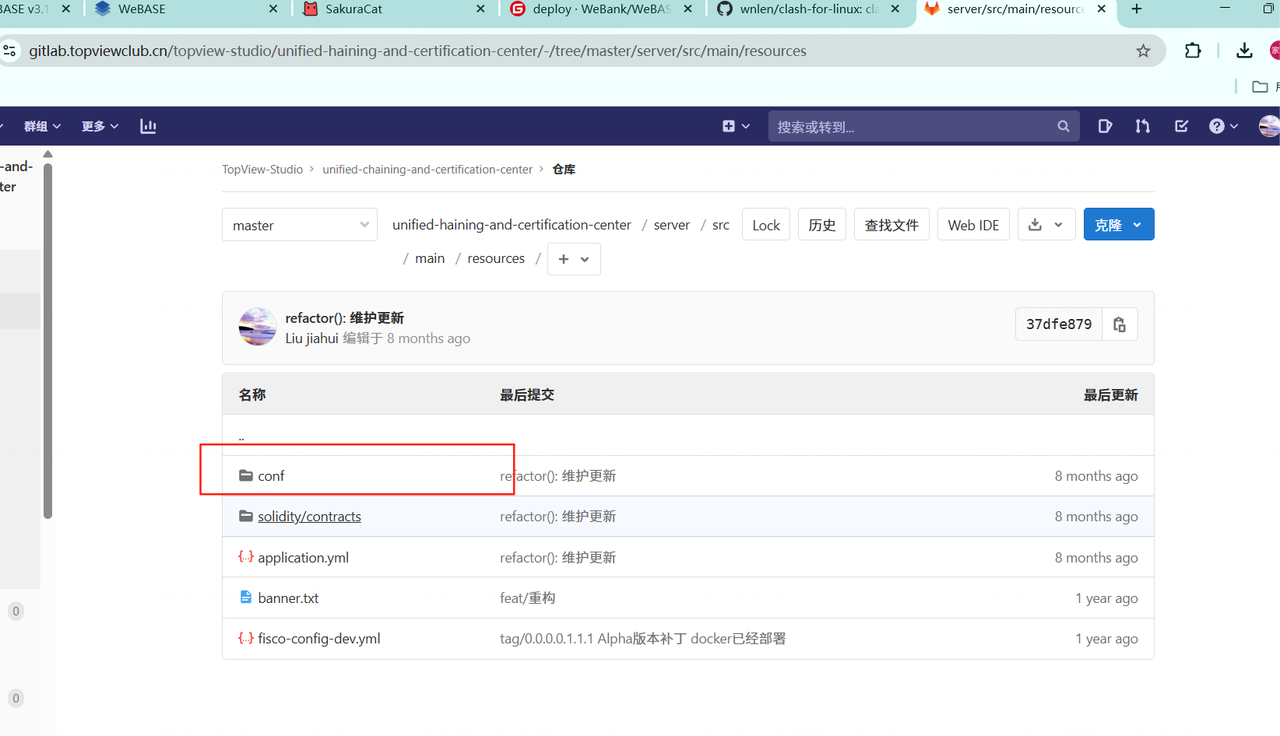 BASE v3.1
WeBASE
SakuraCat
deploy · WeBank/WeBAS
wnlen/clash-for-linux: cla
server/src/main/resource
gitlab.topviewclub.cn/topview-studio/unified-haining-and-certification-center/-/tree/master/server/src/main/resources
家
群组
更多
搜索或转到...
-and-
ter
TopView-Studio > unified-chaining-and-certification-center > 仓库
master
unified-haining-and-certification-center / server / src
Lock
历史
查找文件
Web IDE
克隆
/ main / resources /
+
refactor(): 维护更新
Liu jiahui 编辑于 8 months ago
37dfe879
名称 最后提交 最后更新
..
conf refactor(): 维护更新 8 months ago
solidity/contracts refactor(): 维护更新 8 months ago
application.yml refactor(): 维护更新 8 months ago
banner.txt feat/重构 1 year ago
fisco-config-dev.yml tag/0.0.0.0.1.1.1 Alpha版本补丁 docker已经部署 1 year ago
0
0